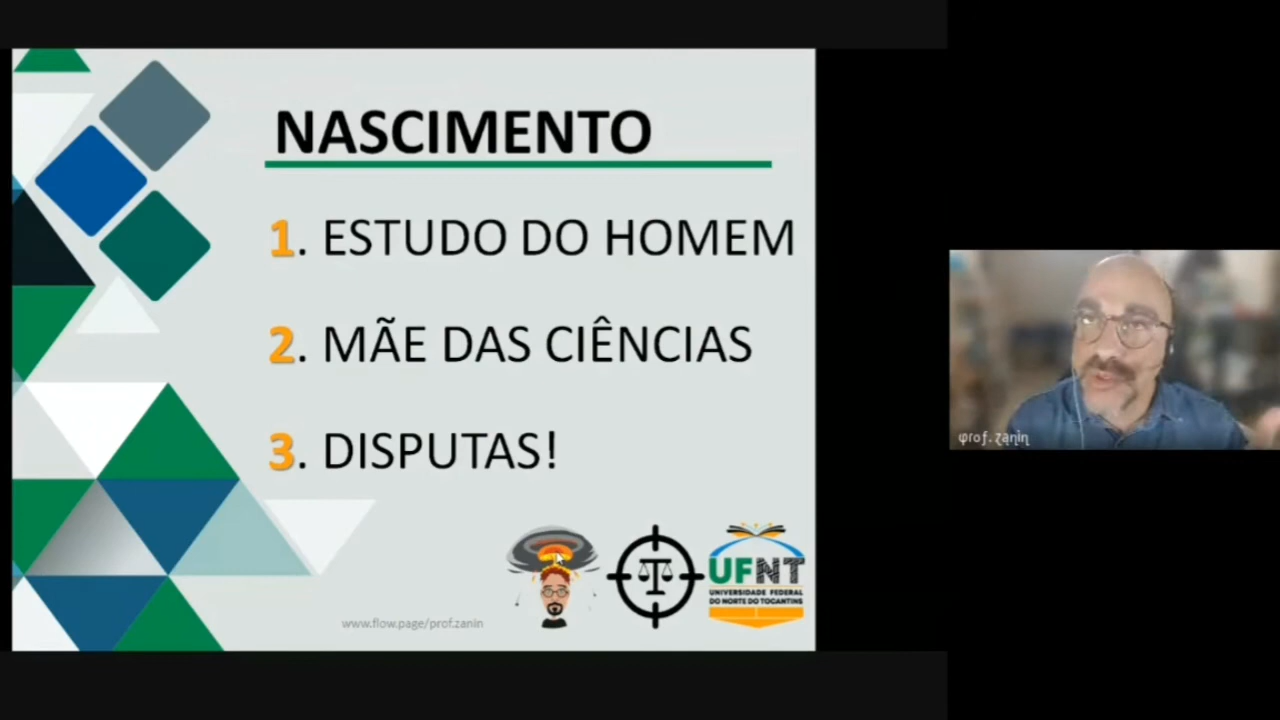 NASCIMENTO
1. ESTUDO DO HOMEM
2. MÃE DAS CIÊNCIAS
3. DISPUTAS!
www.flow.page/prof.zanin
UFNT
UNIVERSIDADE FEDERAL
DO NORTE DO TOCANTINS
prof. zanin